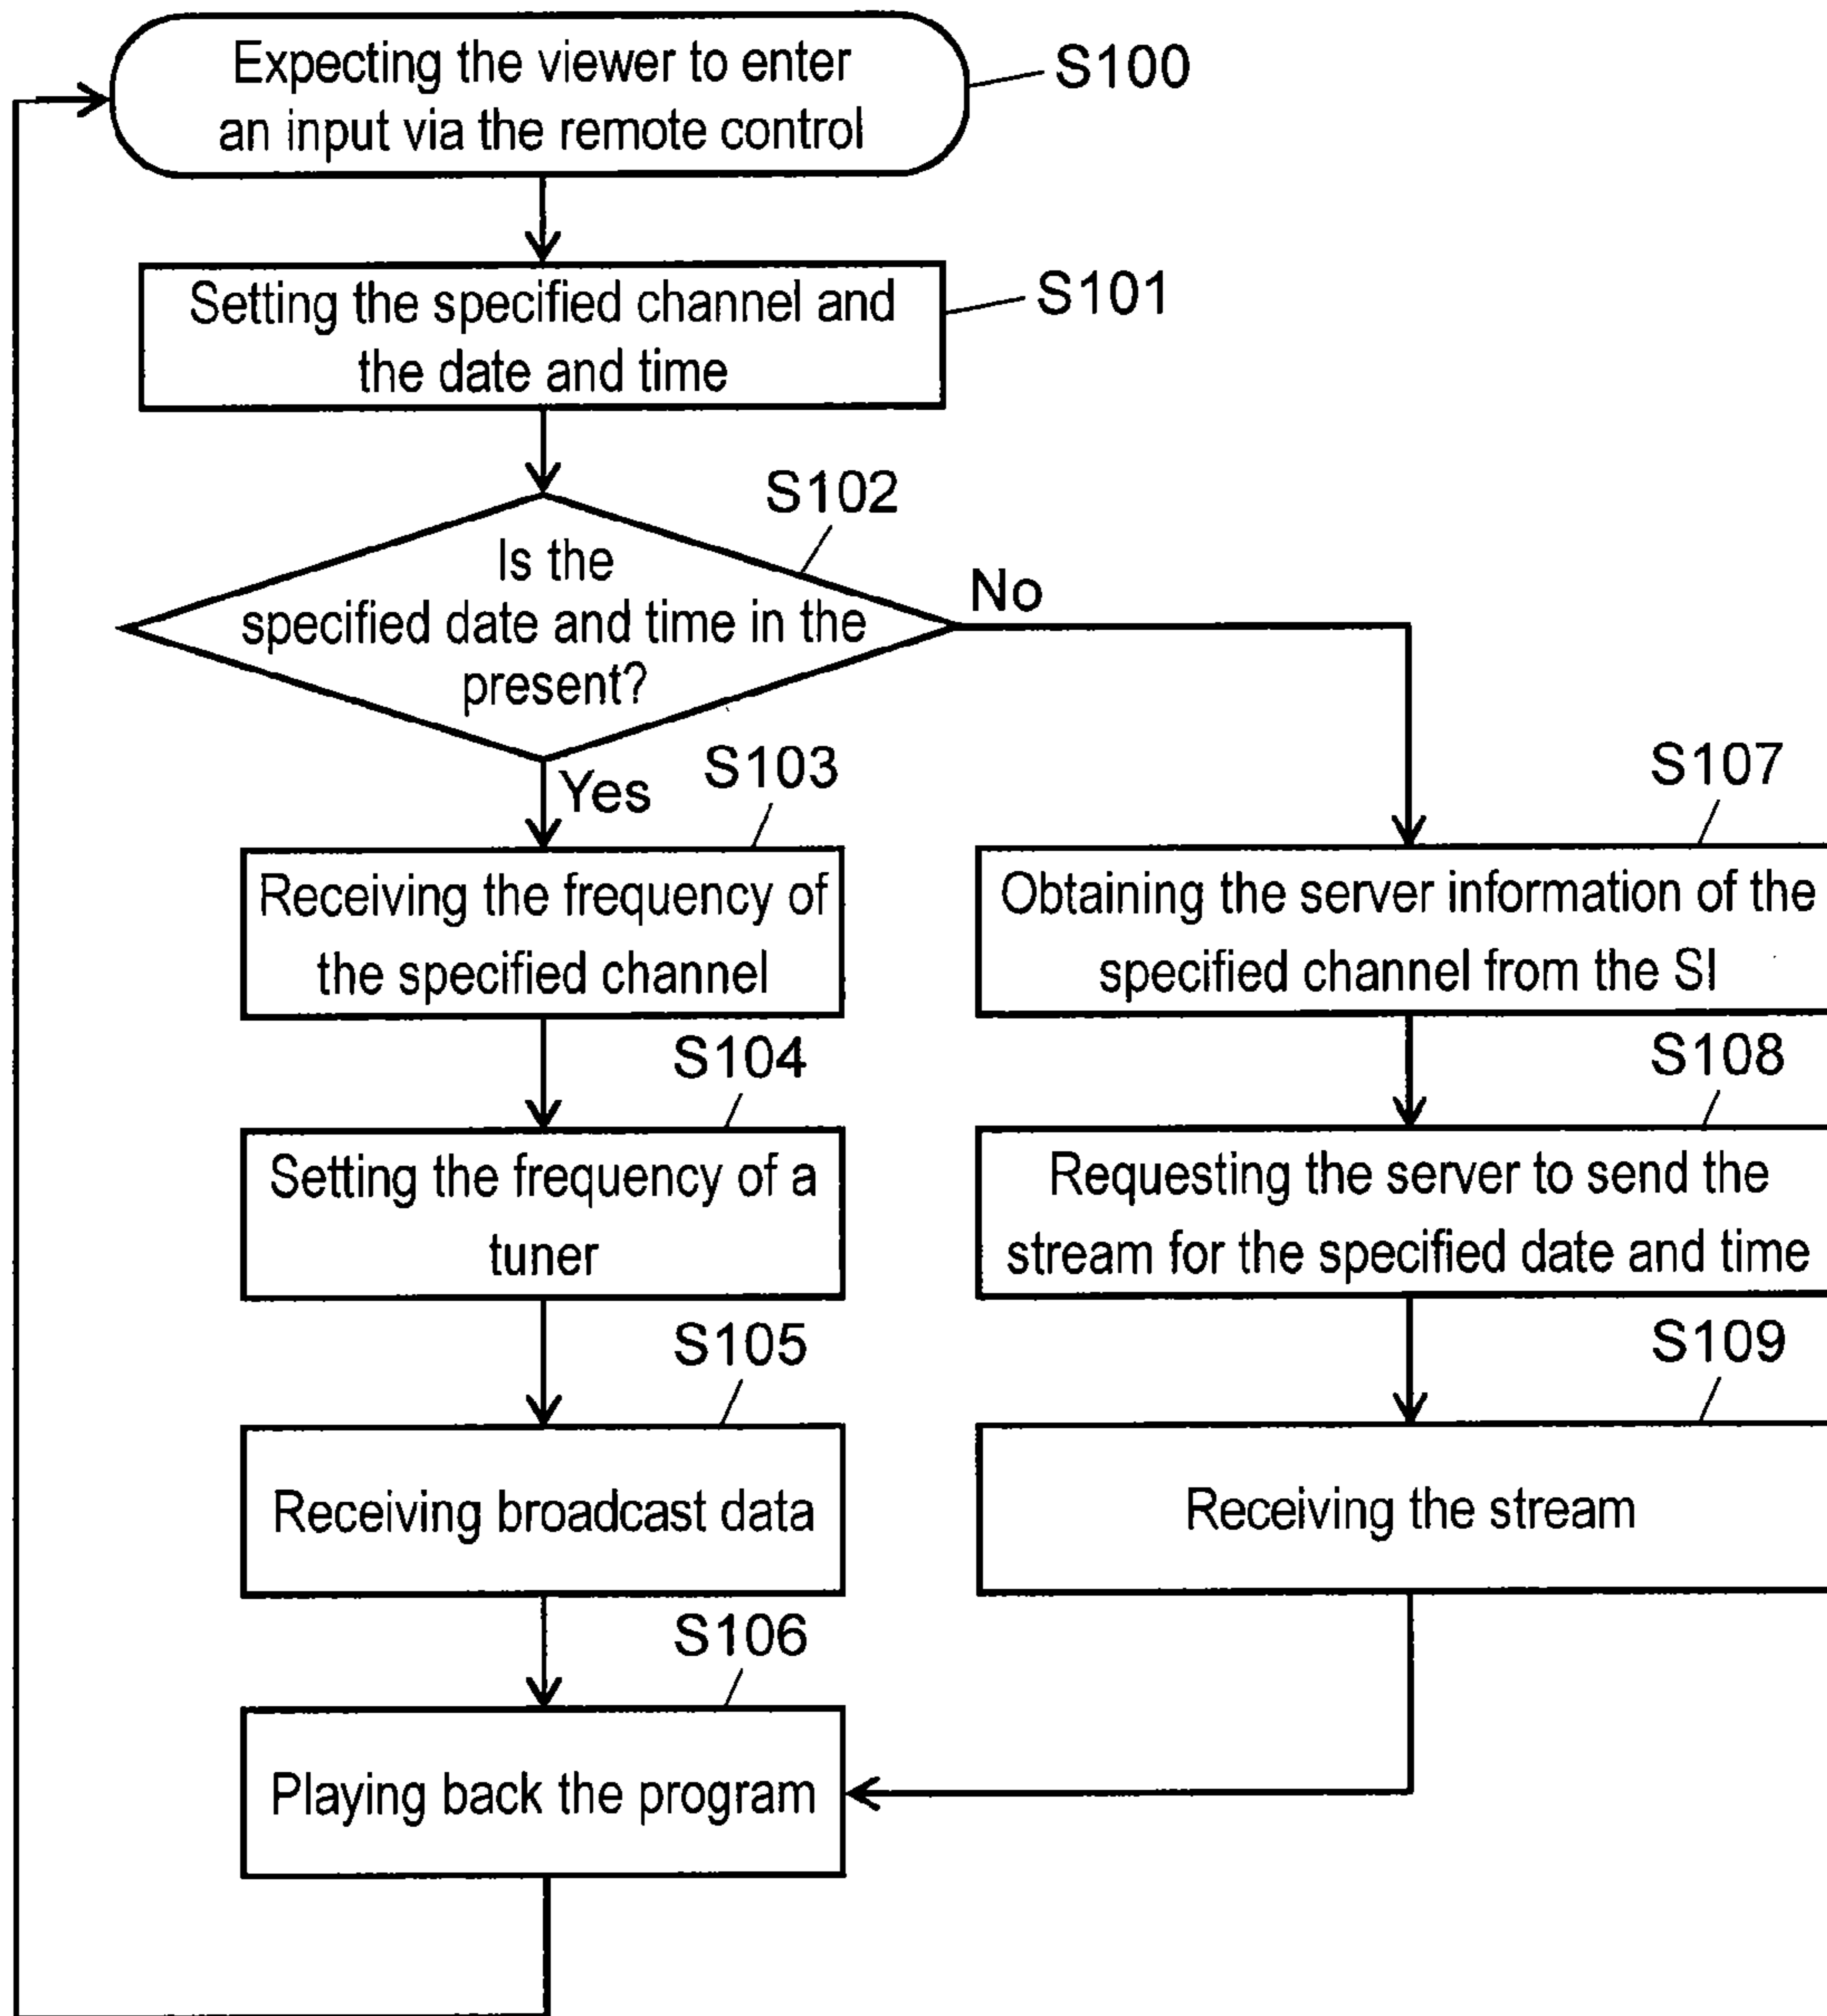 Expecting the viewer to enter
an input via the remote control
S100
Setting the specified channel and
the date and time
S101
S102
Is the
specified date and time in the
present?
No
Yes
S103
Receiving the frequency of
the specified channel
S107
Obtaining the server information of the
specified channel from the SI
S104
Setting the frequency of a
tuner
S108
Requesting the server to send the
stream for the specified date and time
S105
Receiving broadcast data
S109
Receiving the stream
S106
Playing back the program